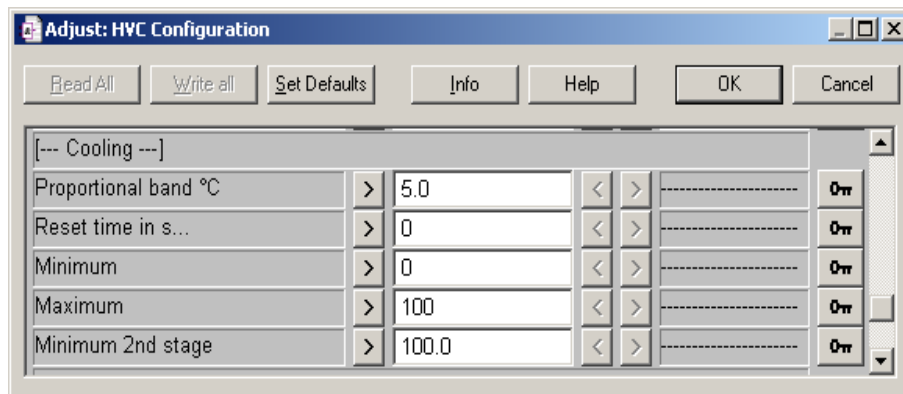 Adjust: HVC Configuration
Read All Write all Set Defaults Info Help OK Cancel
[--- Cooling ---]
Proportional band °C > 5.0 < > ----------------------
Reset time in s... > 0 < > ----------------------
Minimum > 0 < > ----------------------
Maximum > 100 < > ----------------------
Minimum 2nd stage > 100.0 < > ----------------------